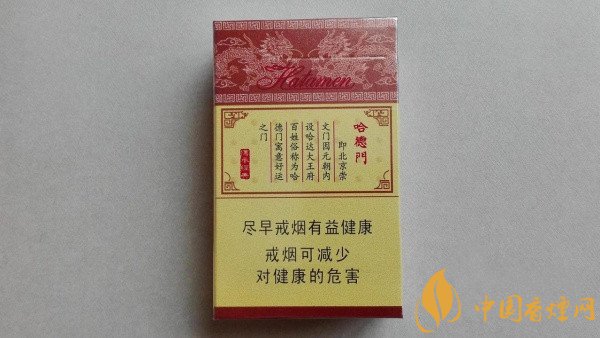 Hatamen
哈德門
即北京崇
文门因元朝内
设哈达大王府
百姓俗称为哈
德门寓意好运
之门
尽早戒烟有益健康
戒烟可减少
对健康的危害
中国香烟网